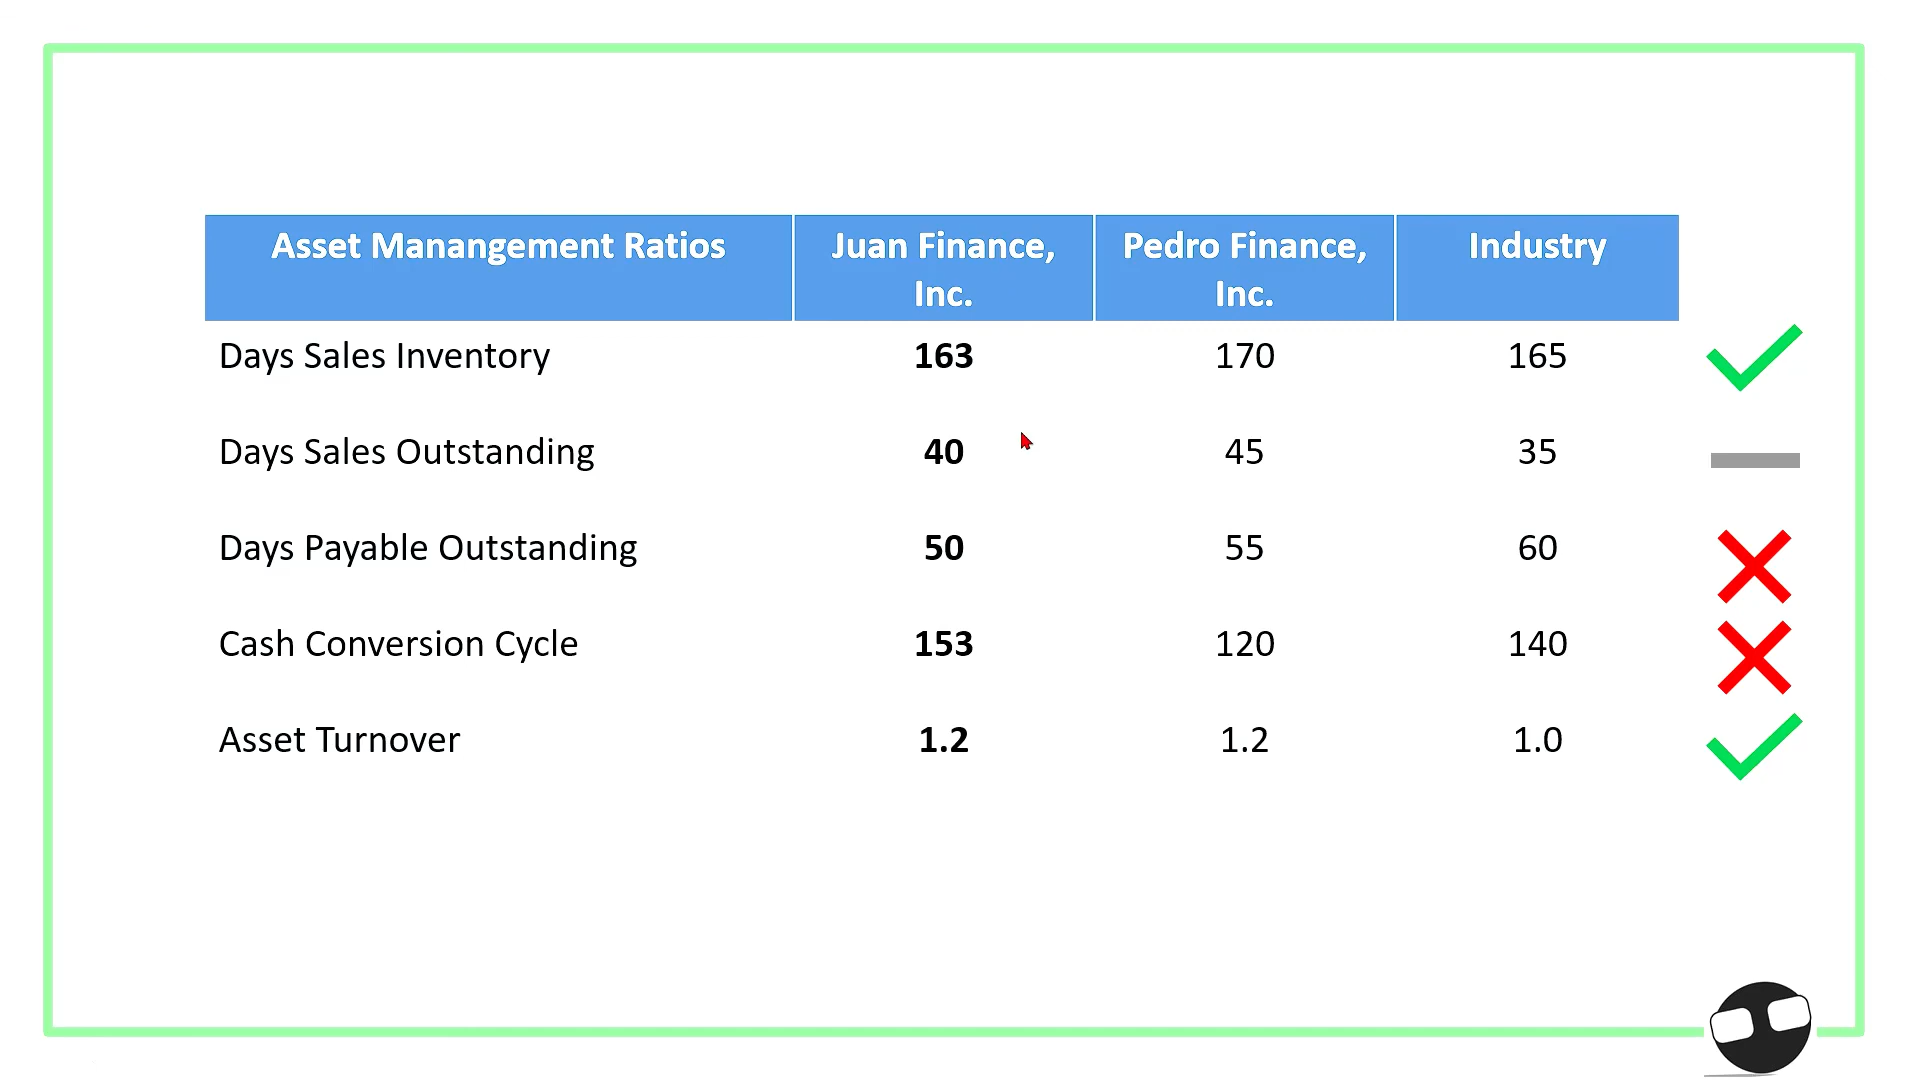 Asset Manangement Ratios Juan Finance, Inc. Pedro Finance, Inc. Industry
Days Sales Inventory 163 170 165
Days Sales Outstanding 40 45 35
Days Payable Outstanding 50 55 60
Cash Conversion Cycle 153 120 140
Asset Turnover 1.2 1.2 1.0